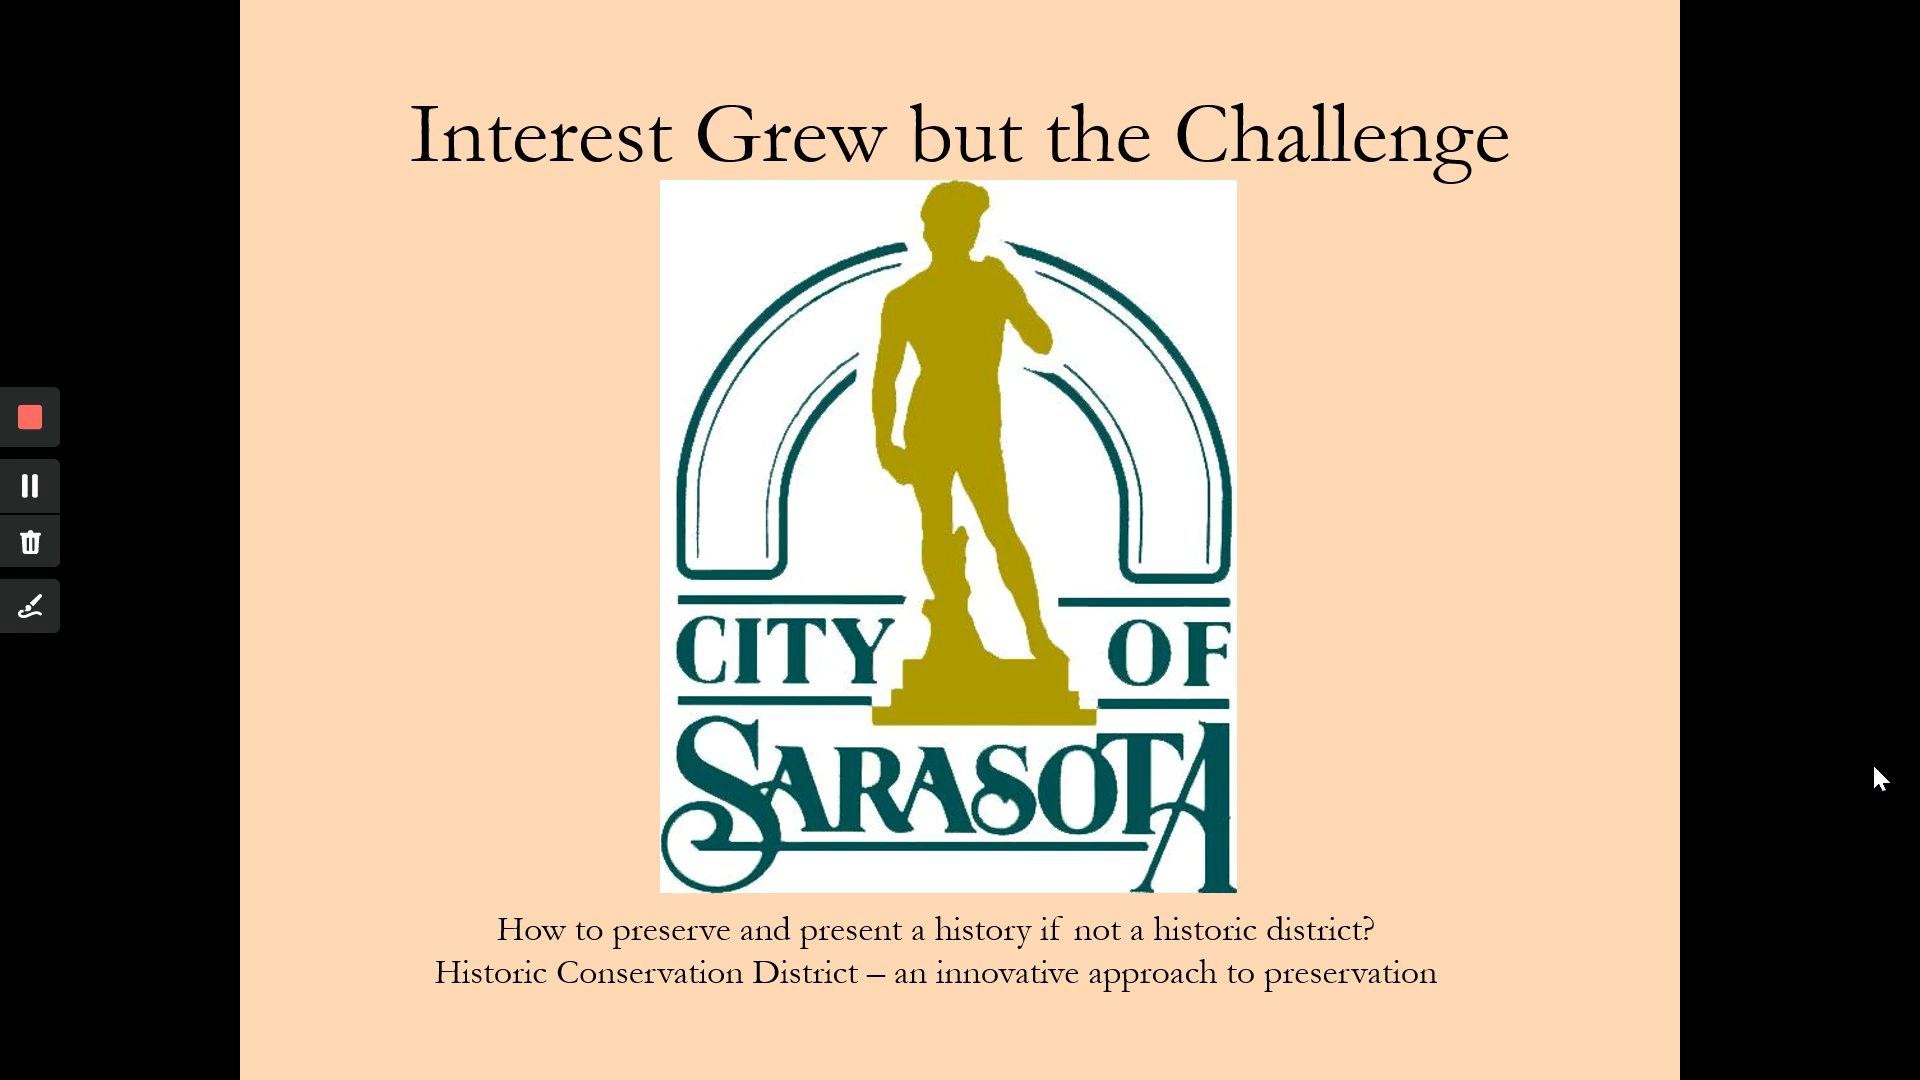 Interest Grew but the Challenge
CITY OF
SARASOTA
How to preserve and present a history if not a historic district?
Historic Conservation District – an innovative approach to preservation